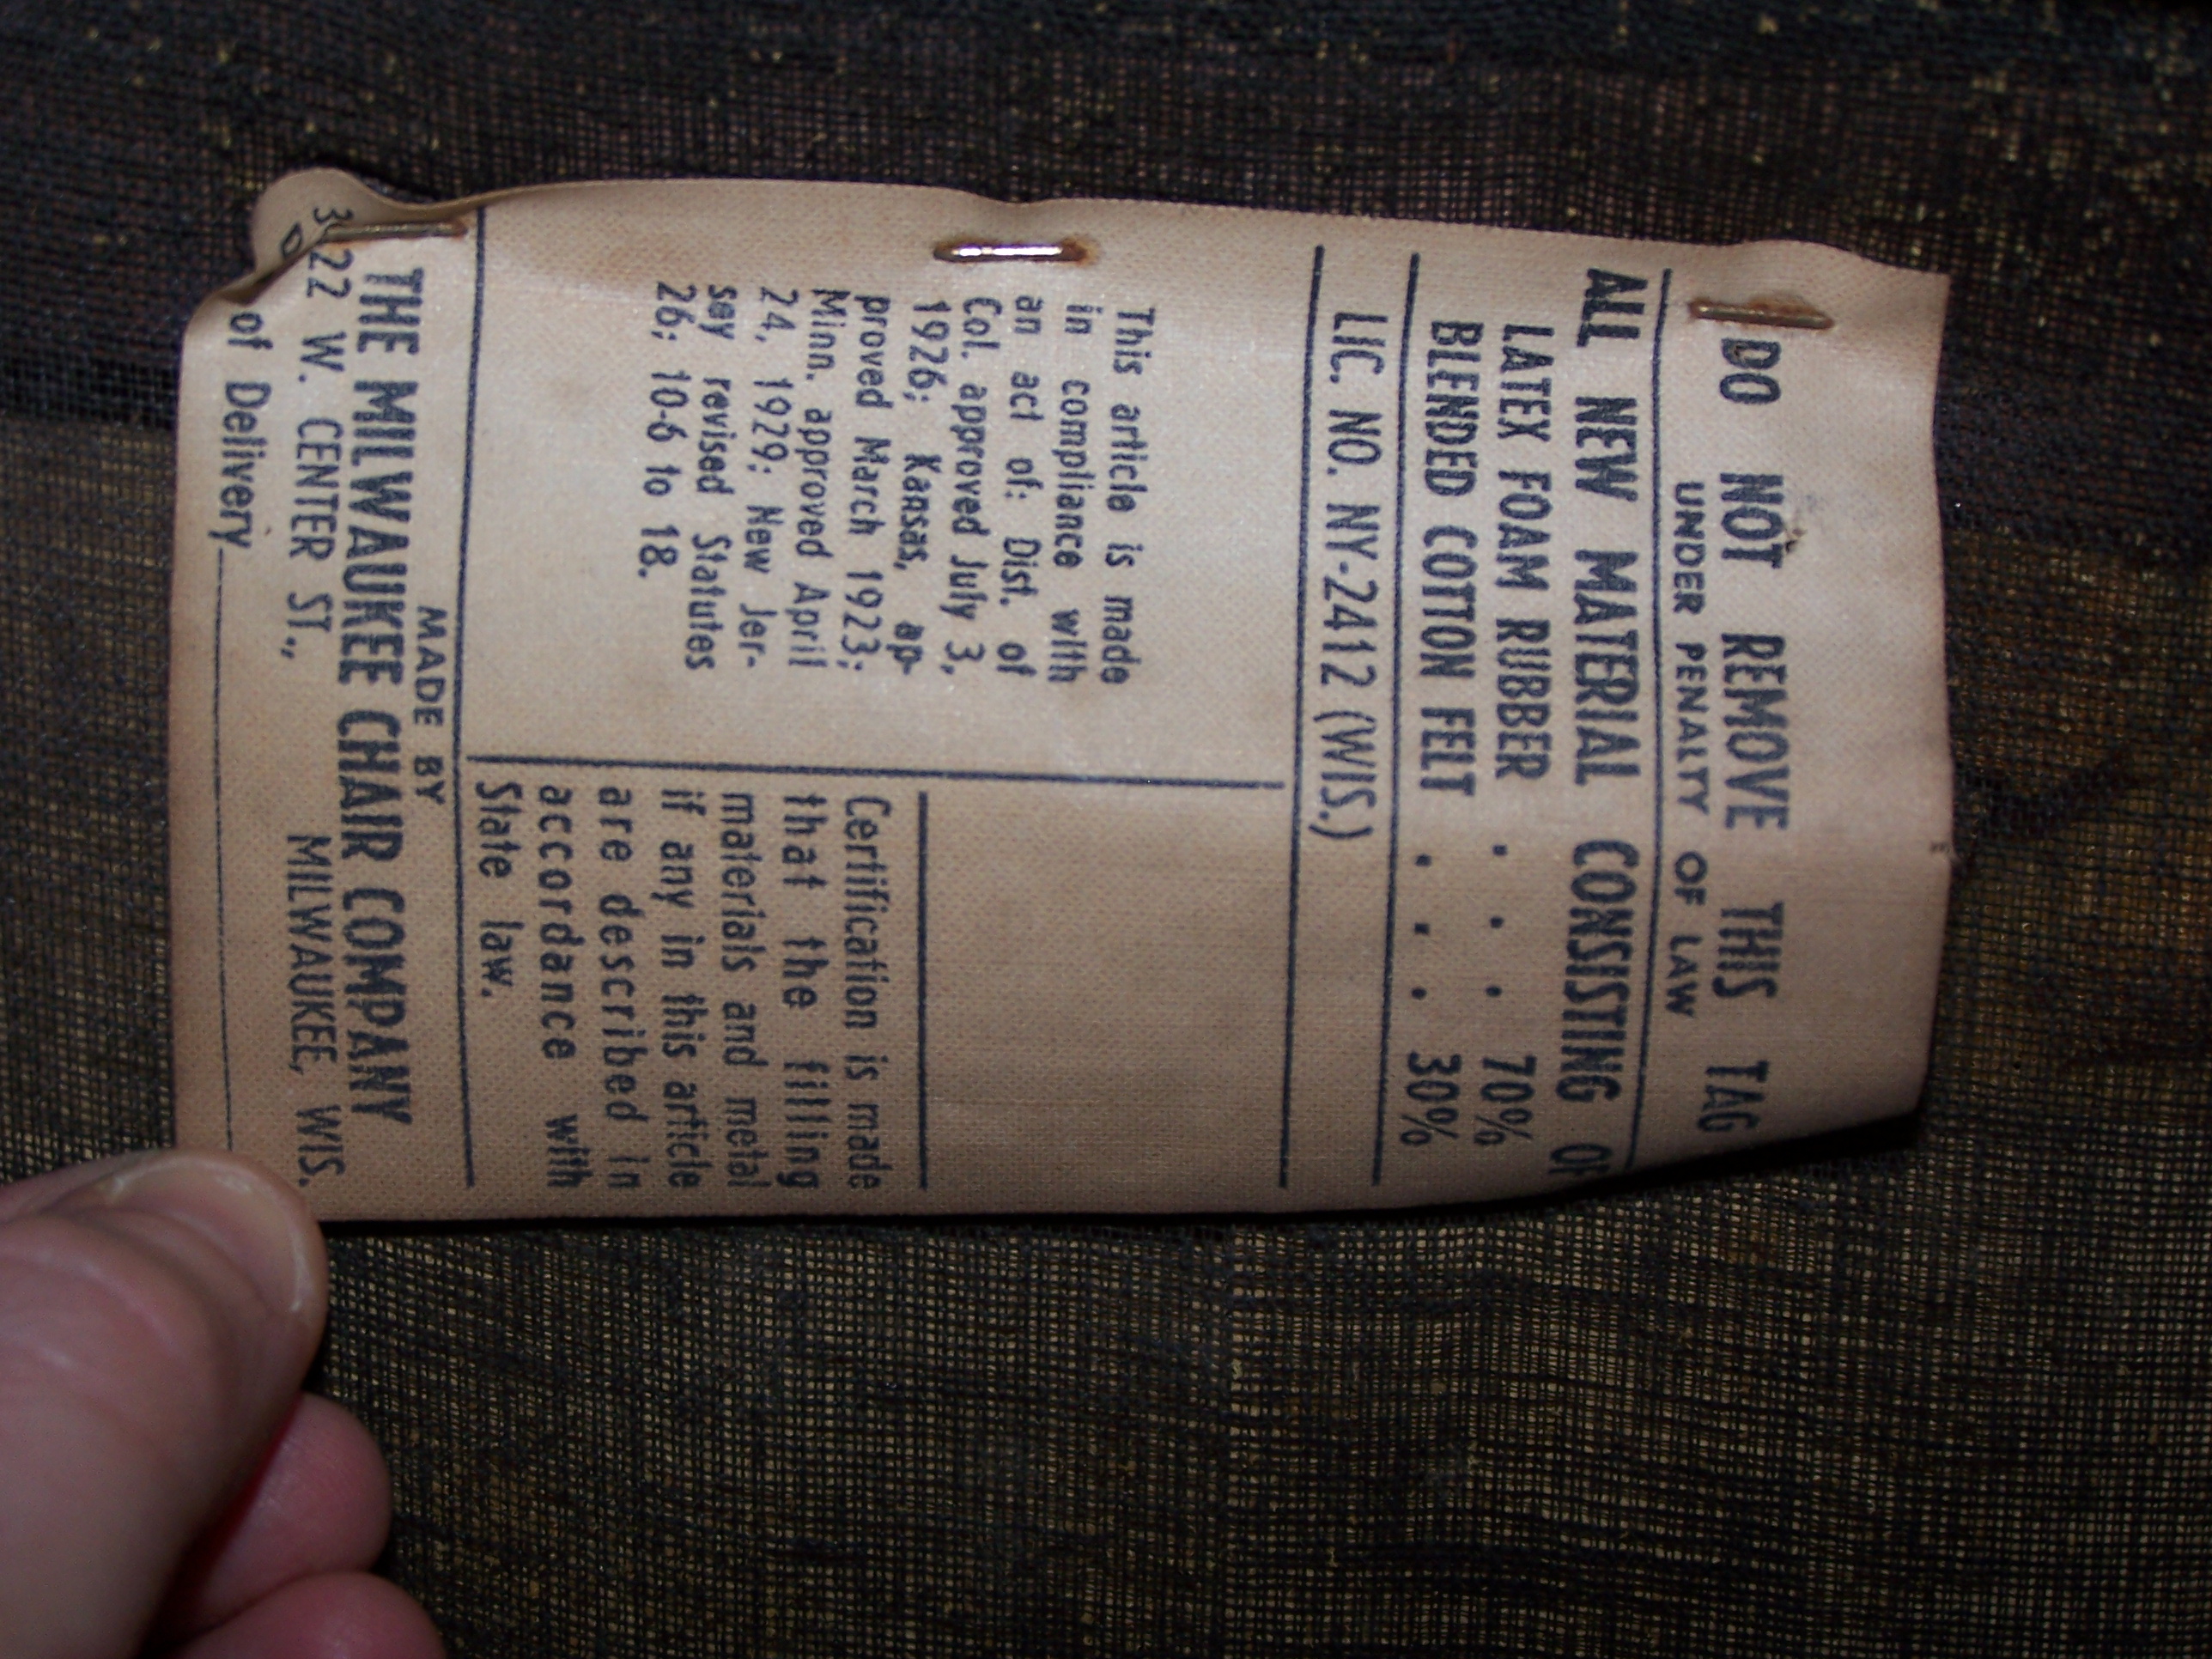 DO NOT REMOVE THIS TAG
UNDER PENALTY OF LAW
ALL NEW MATERIAL CONSISTING OF
LATEX FOAM RUBBER . . . 70%
BLENDED COTTON FELT . . . 30%
LIC. NO. NY-2412 (WIS.)
This article is made
in compliance with
an act of: Dist. of
Col. approved July 3,
1926; Kansas, ap-
proved March 1923;
Minn. approved April
24, 1929; New Jer-
sey revised Statutes
26; 10-6 to 18.
Certification is made
that the filling
materials and metal
if any in this article
are described in
accordance with
State law.
MADE BY
THE MILWAUKEE CHAIR COMPANY
22 W. CENTER ST., MILWAUKEE, WIS.
of Delivery